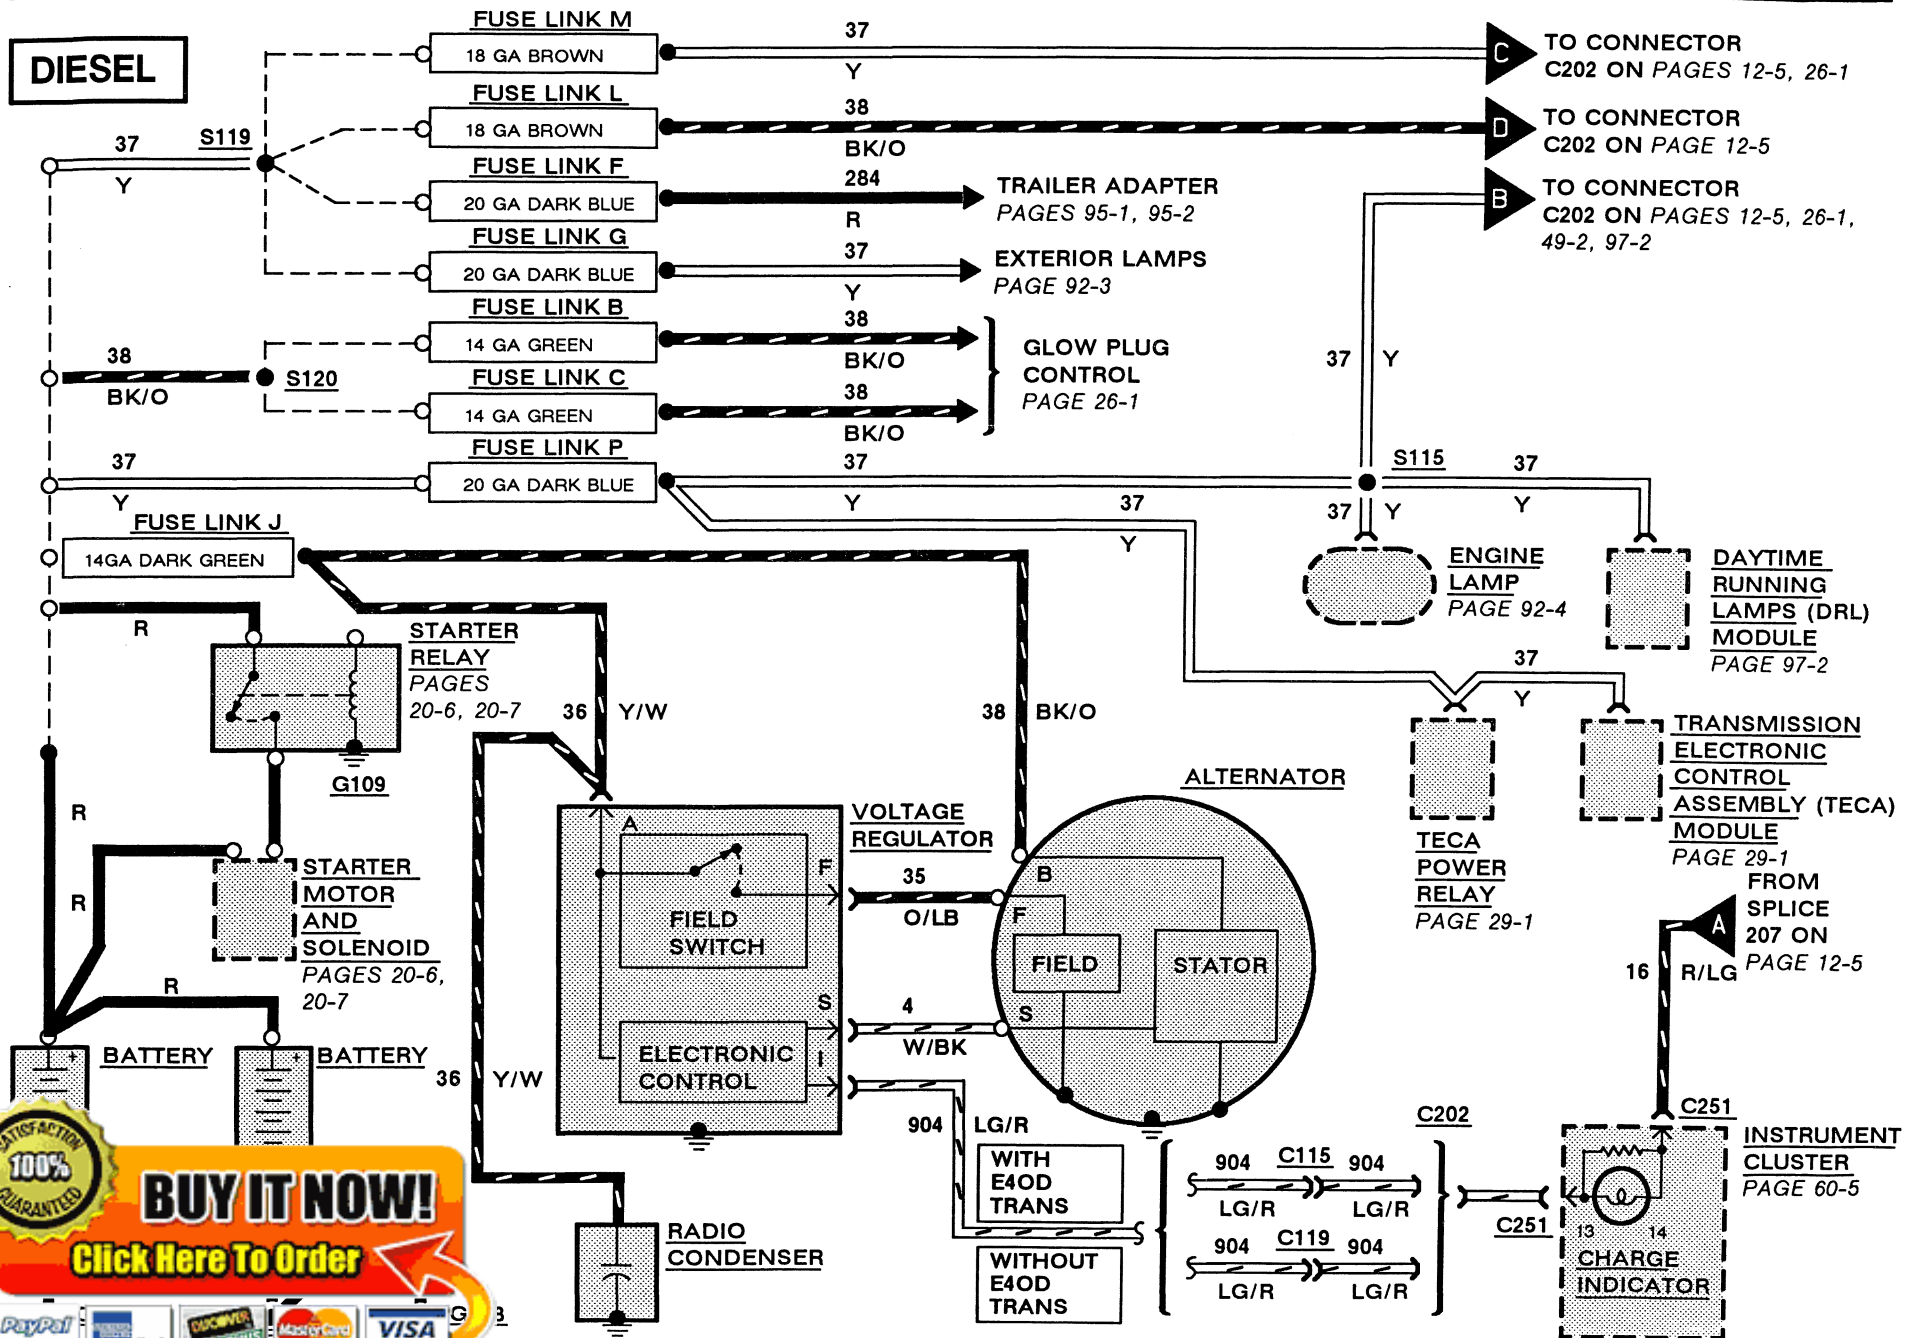 DIESEL
FUSE LINK M
18 GA BROWN
37
Y
C
TO CONNECTOR
C202 ON PAGES 12-5, 26-1
FUSE LINK L
18 GA BROWN
38
BK/O
D
TO CONNECTOR
C202 ON PAGE 12-5
37
Y
S119
FUSE LINK F
20 GA DARK BLUE
284
R
TRAILER ADAPTER
PAGES 95-1, 95-2
B
TO CONNECTOR
C202 ON PAGES 12-5, 26-1,
49-2, 97-2
FUSE LINK G
20 GA DARK BLUE
37
Y
EXTERIOR LAMPS
PAGE 92-3
FUSE LINK B
14 GA GREEN
38
BK/O
38
BK/O
S120
FUSE LINK C
14 GA GREEN
38
BK/O
GLOW PLUG
CONTROL
PAGE 26-1
37
Y
FUSE LINK P
37
Y
20 GA DARK BLUE
37
Y
S115
37
Y
37
Y
37
Y
FUSE LINK J
14GA DARK GREEN
ENGINE
LAMP
PAGE 92-4
DAYTIME
RUNNING
LAMPS (DRL)
MODULE
PAGE 97-2
R
STARTER
RELAY
PAGES
20-6, 20-7
G109
36
Y/W
38
BK/O
37
Y
TRANSMISSION
ELECTRONIC
CONTROL
ASSEMBLY (TECA)
MODULE
PAGE 29-1
TECA
POWER
RELAY
PAGE 29-1
ALTERNATOR
VOLTAGE
REGULATOR
R
R
STARTER
MOTOR
AND
SOLENOID
PAGES 20-6,
20-7
A
F
FIELD
SWITCH
35
O/LB
B
F
FIELD
STATOR
FROM
SPLICE
207 ON
PAGE 12-5
A
16
R/LG
R
S
4
W/BK
S
ELECTRONIC
CONTROL
I
BATTERY
BATTERY
36
Y/W
904
LG/R
C202
C251
WITH
E4OD
TRANS
904
C115
904
LG/R
LG/R
INSTRUMENT
CLUSTER
PAGE 60-5
C251
13
14
CHARGE
INDICATOR
WITHOUT
E4OD
TRANS
904
C119
904
LG/R
LG/R
RADIO
CONDENSER
SATISFACTION
100%
GUARANTEED
BUY IT NOW!
Click Here To Order
PayPal
DISCOVER
MasterCard
VISA